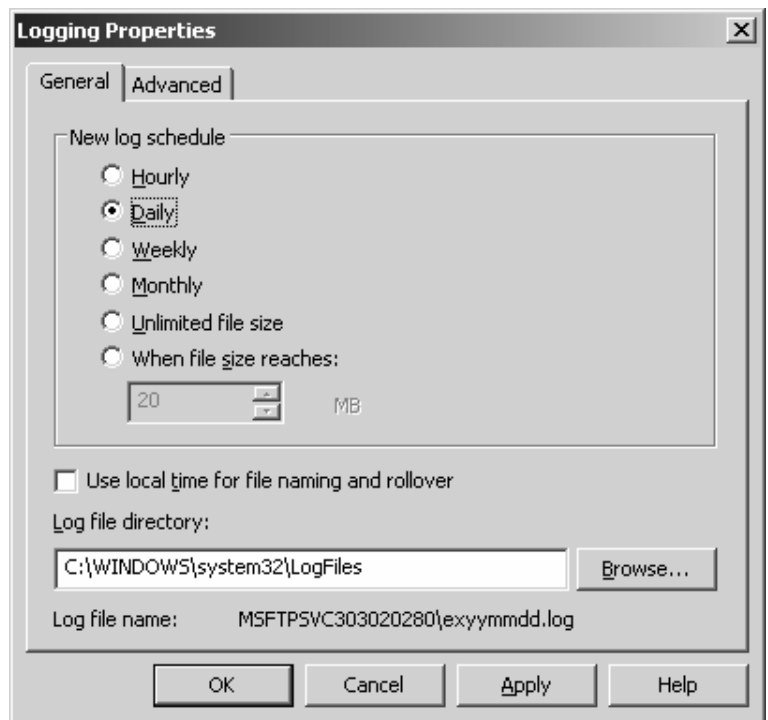 Logging Properties
General Advanced
New log schedule
Hourly
Daily
Weekly
Monthly
Unlimited file size
When file size reaches:
20 MB
Use local time for file naming and rollover
Log file directory:
C:\WINDOWS\system32\LogFiles Browse...
Log file name: MSFTPSVC303020280\exyymmdd.log
OK Cancel Apply Help